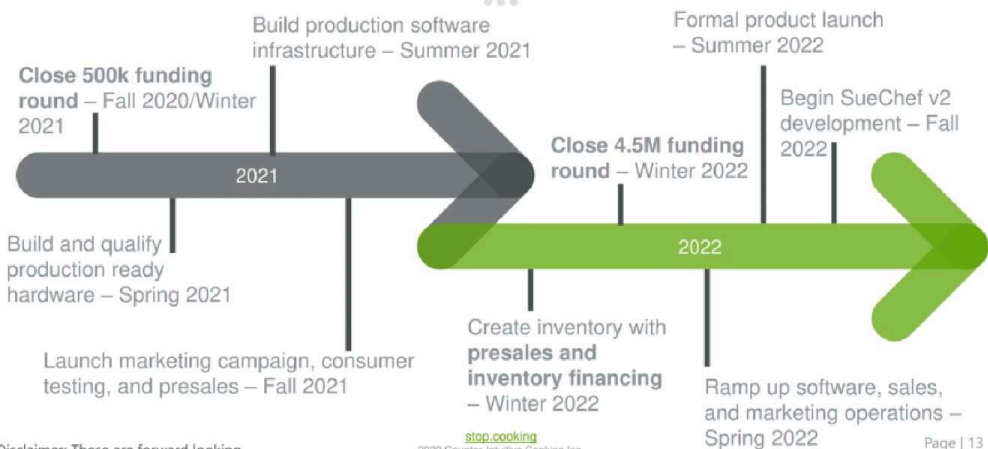 Build production software
infrastructure – Summer 2021
Formal product launch
– Summer 2022
Close 500k funding
round – Fall 2020/Winter
2021
Begin SueChef v2
development – Fall
2022
Close 4.5M funding
round – Winter 2022
2021
2022
Build and qualify
production ready
hardware – Spring 2021
Launch marketing campaign, consumer
testing, and presales – Fall 2021
Create inventory with
presales and
inventory financing
– Winter 2022
Ramp up software, sales,
and marketing operations –
Spring 2022
stop.cooking
Page | 13